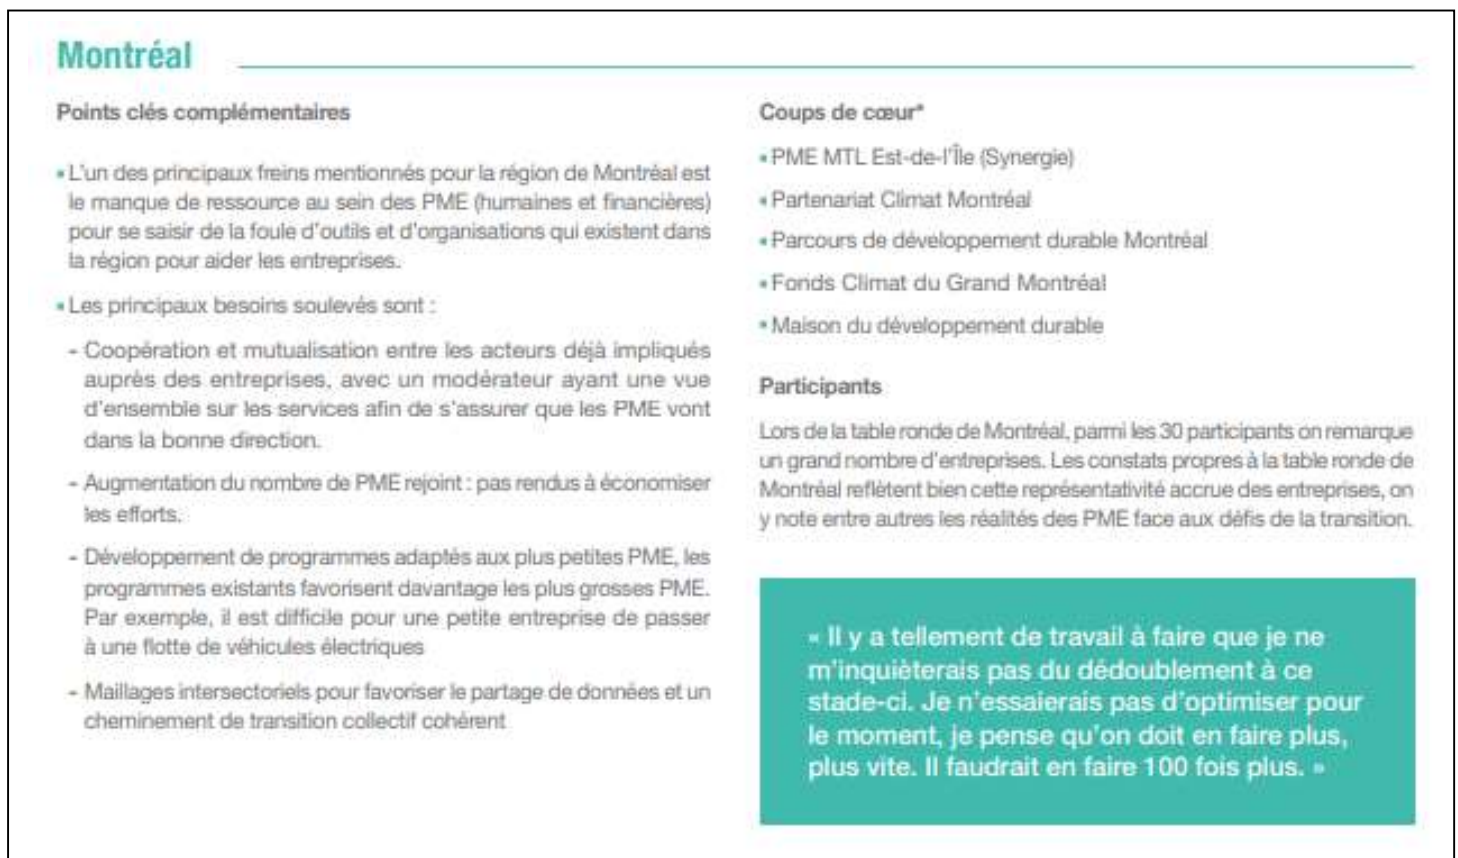 Montréal
Points clés complémentaires
▪ L'un des principaux freins mentionnés pour la région de Montréal est
le manque de ressource au sein des PME (humaines et financières)
pour se saisir de la foule d'outils et d'organisations qui existent dans
la région pour aider les entreprises.
▪ Les principaux besoins soulevés sont :
- Coopération et mutualisation entre les acteurs déjà impliqués
auprès des entreprises, avec un modérateur ayant une vue
d'ensemble sur les services afin de s'assurer que les PME vont
dans la bonne direction.
- Augmentation du nombre de PME rejoint : pas rendus à économiser
les efforts.
- Développement de programmes adaptés aux plus petites PME, les
programmes existants favorisent davantage les plus grosses PME.
Par exemple, il est difficile pour une petite entreprise de passer
à une flotte de véhicules électriques
- Maillages intersectoriels pour favoriser le partage de données et un
cheminement de transition collectif cohérent
Coups de cœur*
▪ PME MTL Est-de-l'Île (Synergie)
▪ Partenariat Climat Montréal
▪ Parcours de développement durable Montréal
▪ Fonds Climat du Grand Montréal
▪ Maison du développement durable
Participants
Lors de la table ronde de Montréal, parmi les 30 participants on remarque
un grand nombre d'entreprises. Les constats propres à la table ronde de
Montréal reflètent bien cette représentativité accrue des entreprises, on
y note entre autres les réalités des PME face aux défis de la transition.
« Il y a tellement de travail à faire que je ne
m'inquièterais pas du dédoublement à ce
stade-ci. Je n'essaierais pas d'optimiser pour
le moment, je pense qu'on doit en faire plus,
plus vite. Il faudrait en faire 100 fois plus. »